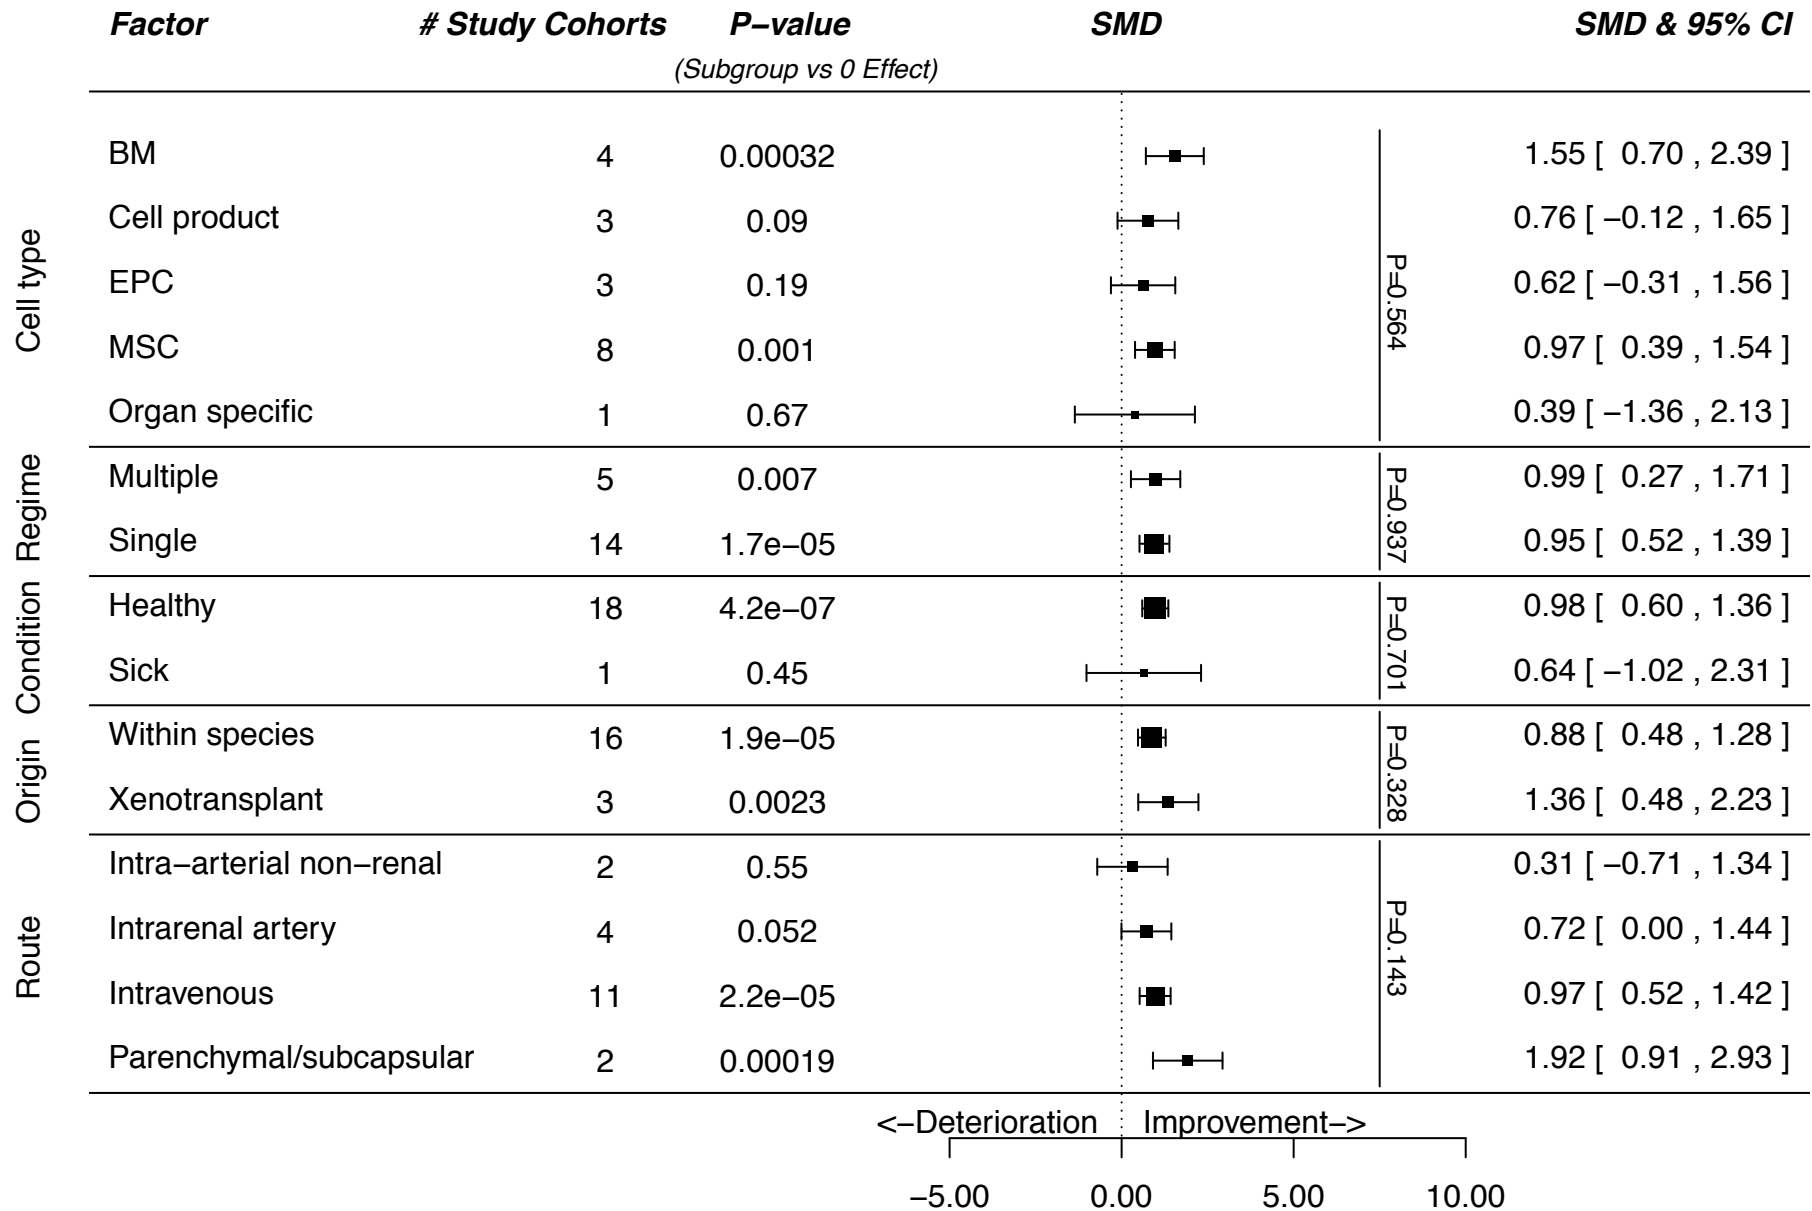 Factor # Study Cohorts P−value SMD SMD & 95% CI
(Subgroup vs 0 Effect)
Cell type
BM 4 0.00032 1.55 [ 0.70 , 2.39 ]
Cell product 3 0.09 0.76 [ −0.12 , 1.65 ]
EPC 3 0.19 0.62 [ −0.31 , 1.56 ]
MSC 8 0.001 0.97 [ 0.39 , 1.54 ]
Organ specific 1 0.67 0.39 [ −1.36 , 2.13 ]
P=0.564
Regime
Multiple 5 0.007 0.99 [ 0.27 , 1.71 ]
Single 14 1.7e−05 0.95 [ 0.52 , 1.39 ]
P=0.937
Condition
Healthy 18 4.2e−07 0.98 [ 0.60 , 1.36 ]
Sick 1 0.45 0.64 [ −1.02 , 2.31 ]
P=0.701
Origin
Within species 16 1.9e−05 0.88 [ 0.48 , 1.28 ]
Xenotransplant 3 0.0023 1.36 [ 0.48 , 2.23 ]
P=0.328
Route
Intra−arterial non−renal 2 0.55 0.31 [ −0.71 , 1.34 ]
Intrarenal artery 4 0.052 0.72 [ 0.00 , 1.44 ]
Intravenous 11 2.2e−05 0.97 [ 0.52 , 1.42 ]
Parenchymal/subcapsular 2 0.00019 1.92 [ 0.91 , 2.93 ]
P=0.143
<−Deterioration Improvement−>
−5.00 0.00 5.00 10.00